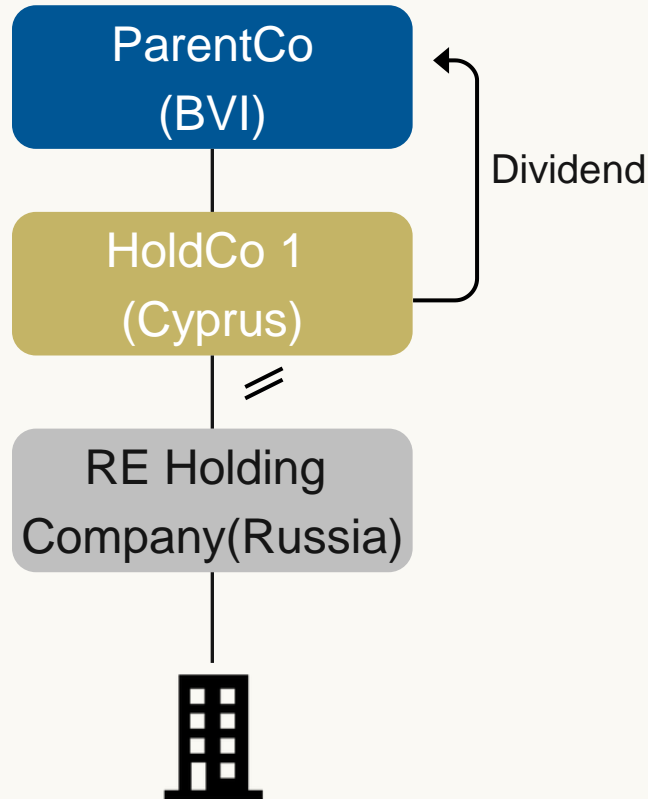 ParentCo
(BVI)
Dividend
HoldCo 1
(Cyprus)
RE Holding
Company(Russia)